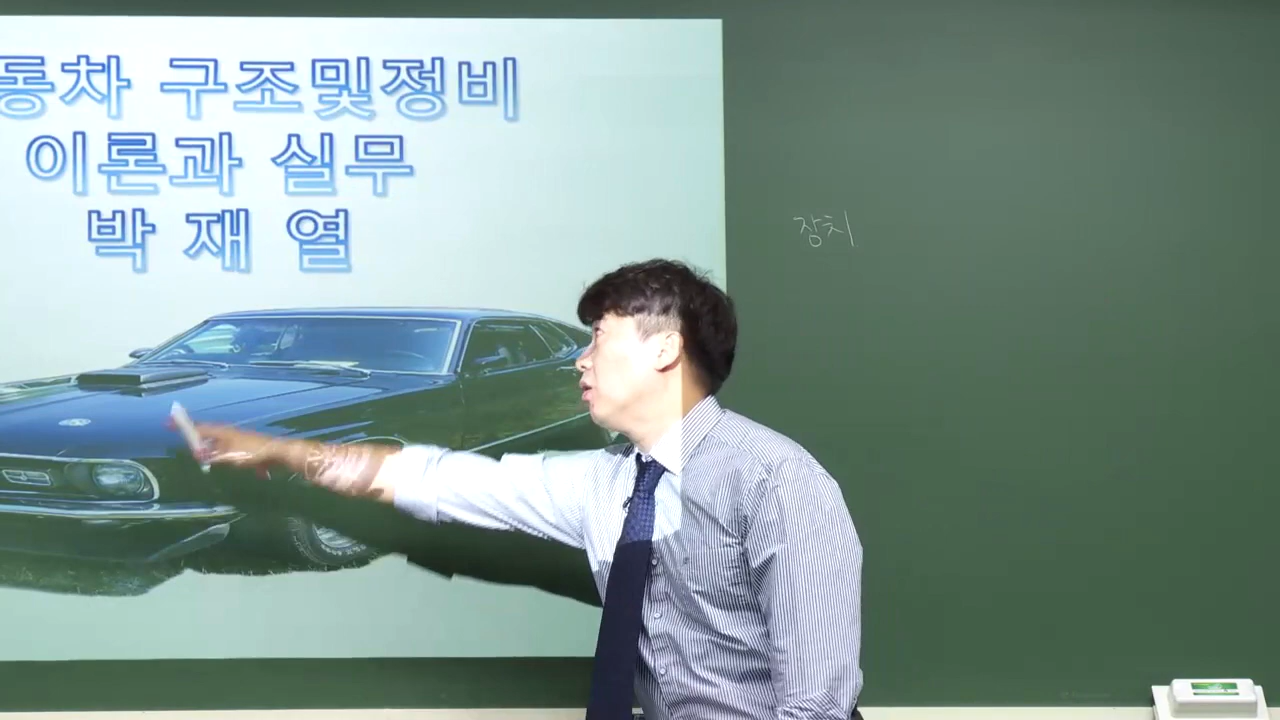 동차 구조및정비
이론과 실무
박 재 열
장치